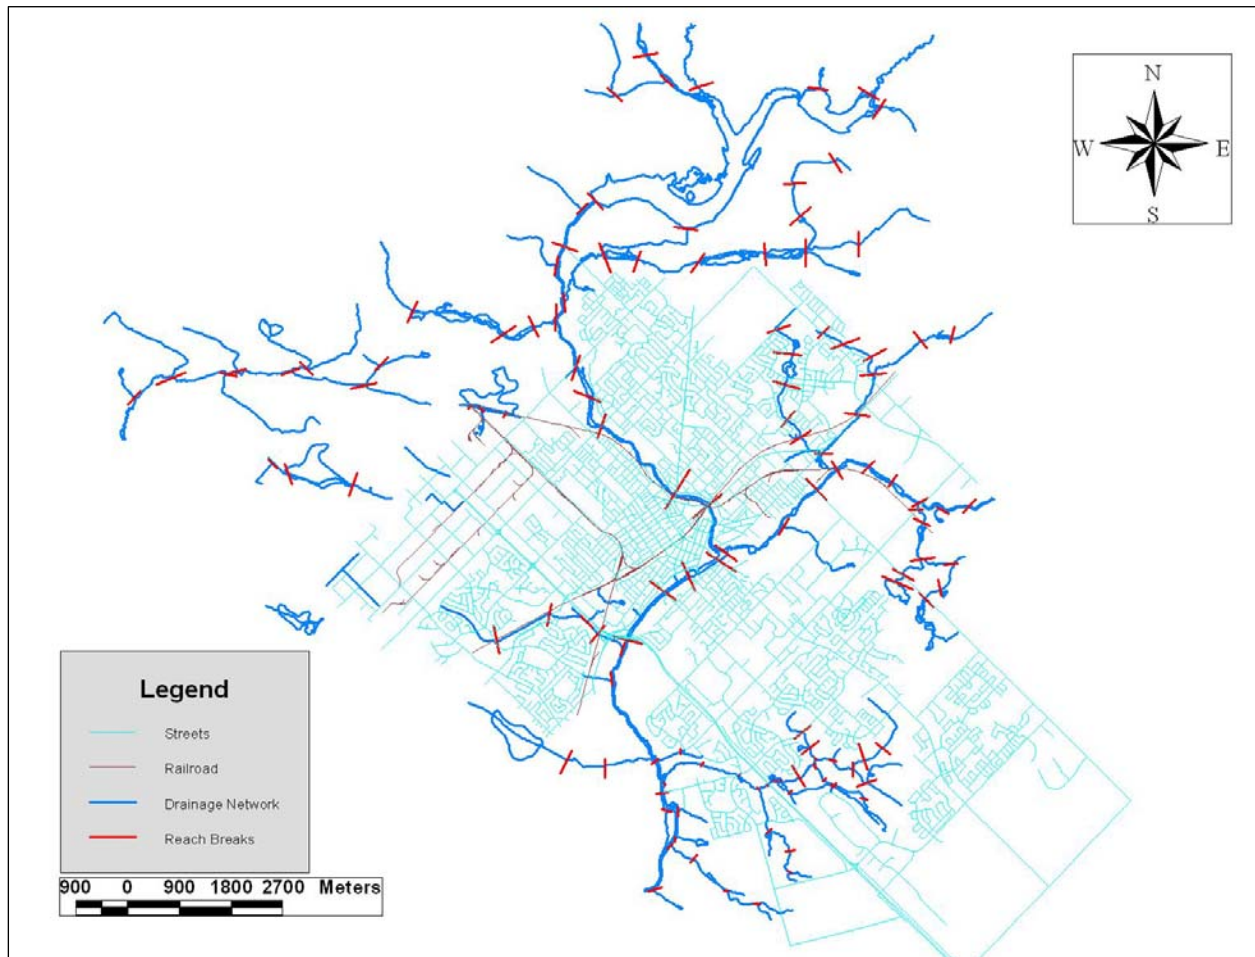 N
W E
S
Legend
Streets
Railroad
Drainage Network
Reach Breaks
900 0 900 1800 2700 Meters